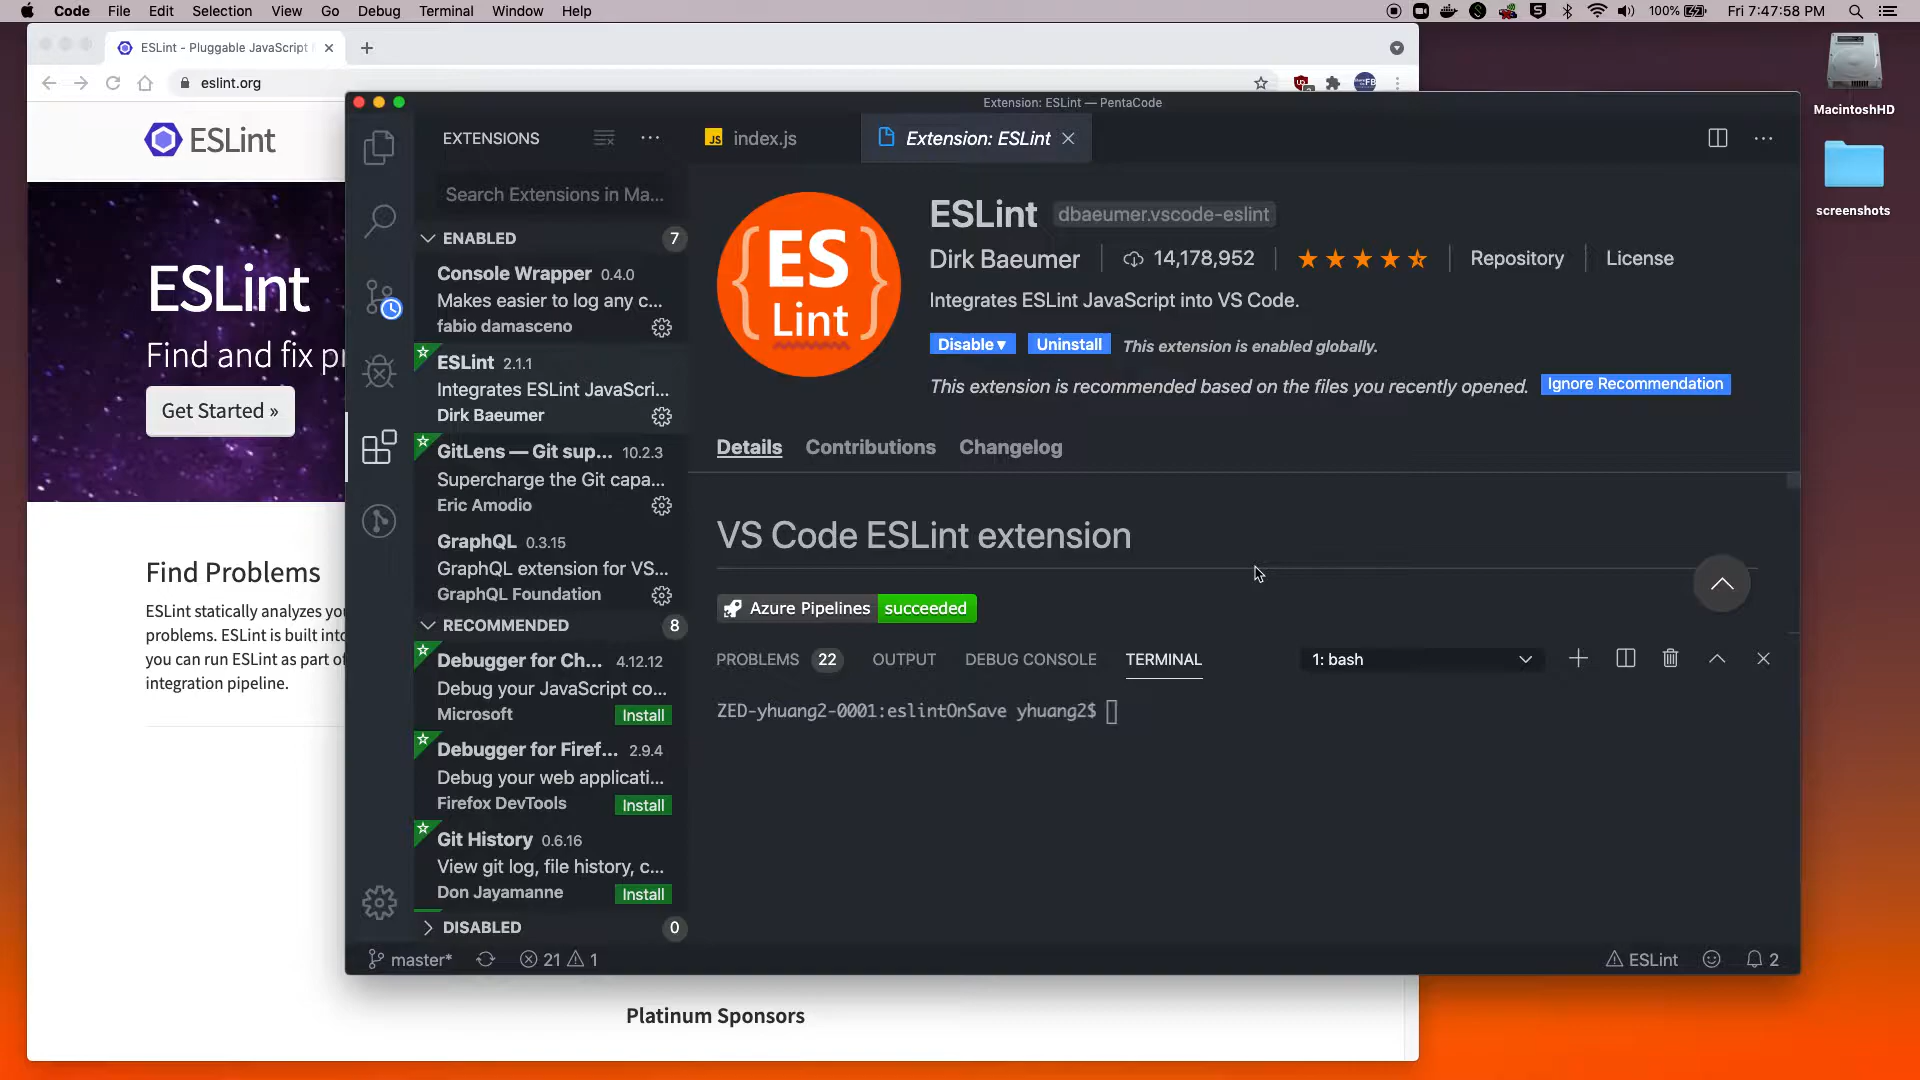 Code File Edit Selection View Go Debug Terminal Window Help
100% Fri 7:47:58 PM
ESLint - Pluggable JavaScript
eslint.org
MacintoshHD
screenshots
ESLint
ESLint
Find and fix pr
Get Started »
Find Problems
ESLint statically analyzes you
problems. ESLint is built into
you can run ESLint as part of
integration pipeline.
Platinum Sponsors
Extension: ESLint — PentaCode
EXTENSIONS
Search Extensions in Ma...
ENABLED 7
Console Wrapper 0.4.0
Makes easier to log any c...
fabio damasceno
ESLint 2.1.1
Integrates ESLint JavaScri...
Dirk Baeumer
GitLens — Git sup... 10.2.3
Supercharge the Git capa...
Eric Amodio
GraphQL 0.3.15
GraphQL extension for VS...
GraphQL Foundation
RECOMMENDED 8
Debugger for Ch... 4.12.12
Debug your JavaScript co...
Microsoft Install
Debugger for Firef... 2.9.4
Debug your web applicati...
Firefox DevTools Install
Git History 0.6.16
View git log, file history, c...
Don Jayamanne Install
DISABLED 0
JS index.js
Extension: ESLint
{ES
Lint}
ESLint dbaeumer.vscode-eslint
Dirk Baeumer 14,178,952 Repository License
Integrates ESLint JavaScript into VS Code.
Disable▾ Uninstall This extension is enabled globally.
This extension is recommended based on the files you recently opened. Ignore Recommendation
Details Contributions Changelog
VS Code ESLint extension
Azure Pipelines succeeded
PROBLEMS 22 OUTPUT DEBUG CONSOLE TERMINAL 1: bash
ZED-yhuang2-0001:eslintOnSave yhuang2$
master* 21 1
ESLint 2